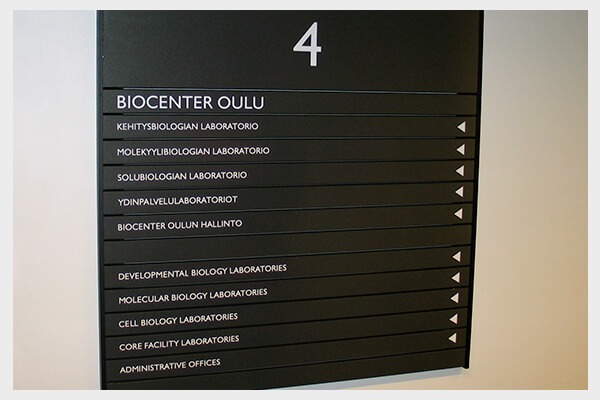 4
BIOCENTER OULU
KEHITYSBIOLOGIAN LABORATORIO
MOLEKYYLIBIOLOGIAN LABORATORIO
SOLUBIOLOGIAN LABORATORIO
YDINPALVELULABORATORIOT
BIOCENTER OULUN HALLINTO
DEVELOPMENTAL BIOLOGY LABORATORIES
MOLECULAR BIOLOGY LABORATORIES
CELL BIOLOGY LABORATORIES
CORE FACILITY LABORATORIES
ADMINISTRATIVE OFFICES